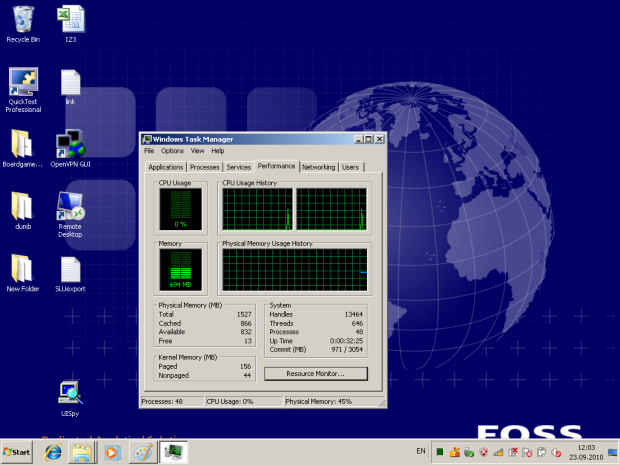 Recycle Bin
123
QuickTest
Professional
link
Boardgame...
OpenVPN GUI
dumb
Remote
Desktop
New Folder
SLUexport
UISpy
Windows Task Manager
File Options View Help
Applications Processes Services Performance Networking Users
CPU Usage
CPU Usage History
0 %
Memory
Physical Memory Usage History
694 MB
Physical Memory (MB)
Total 1527
Cached 866
Available 832
Free 13
Kernel Memory (MB)
Paged 156
Nonpaged 44
System
Handles 13464
Threads 646
Processes 48
Up Time 0:00:32:25
Commit (MB) 971 / 3054
Resource Monitor...
Processes: 48 CPU Usage: 0% Physical Memory: 45%
Dedicated Analytical Solutions
FOSS
Start
EN
12:03
23.09.2010